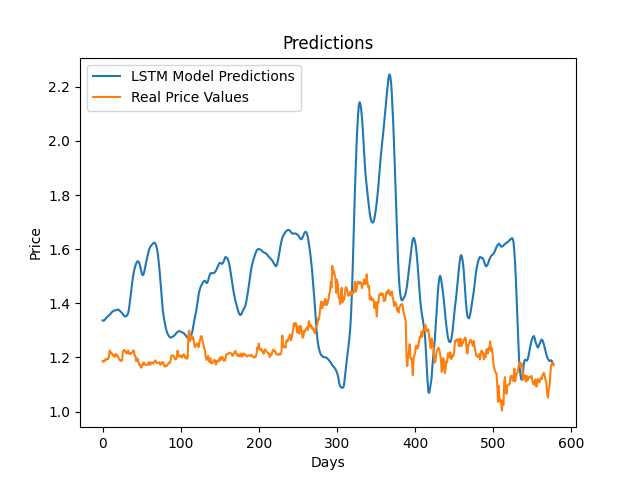 Predictions
LSTM Model Predictions
Real Price Values
2.2
2.0
1.8
1.6
1.4
1.2
1.0
Price
0 100 200 300 400 500 600
Days